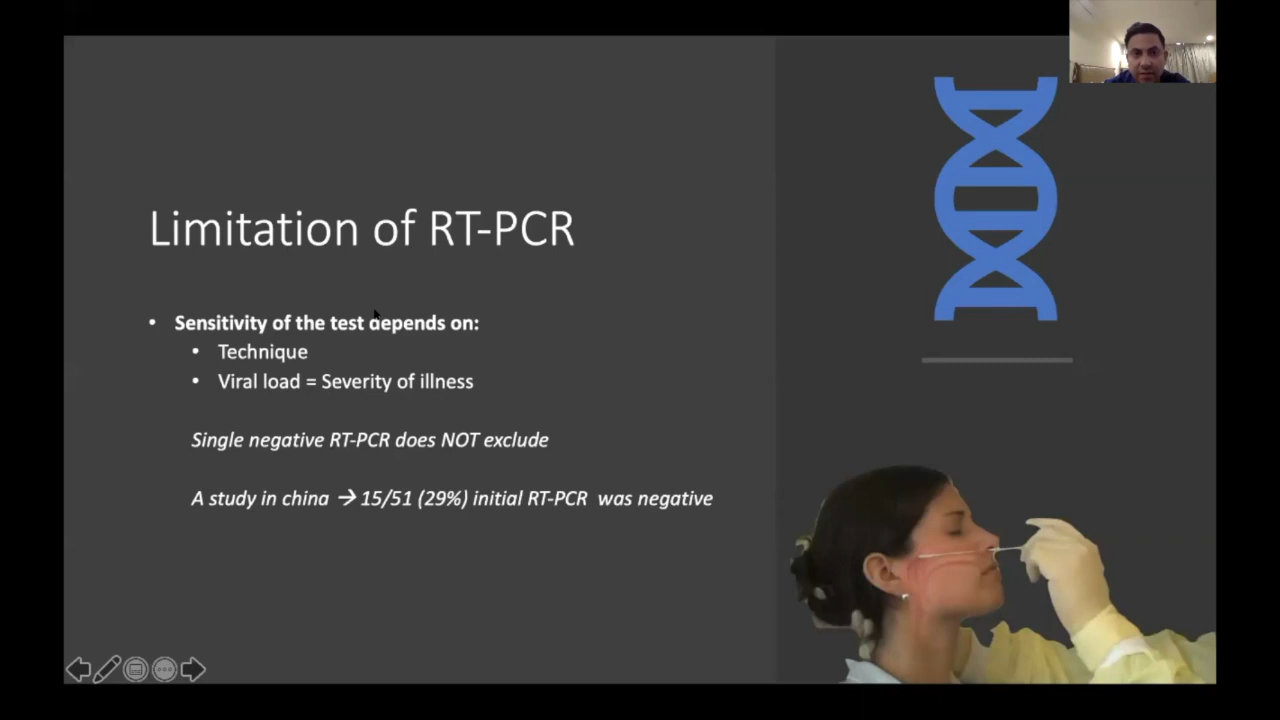 Limitation of RT-PCR
• Sensitivity of the test depends on:
• Technique
• Viral load = Severity of illness
Single negative RT-PCR does NOT exclude
A study in china → 15/51 (29%) initial RT-PCR was negative